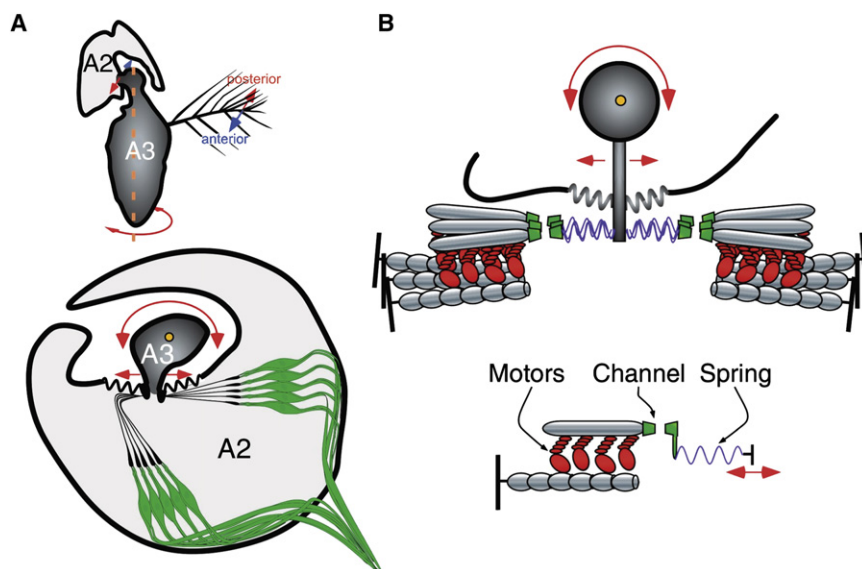 A
A2
posterior
A3
anterior
A3
A2
B
Motors Channel Spring